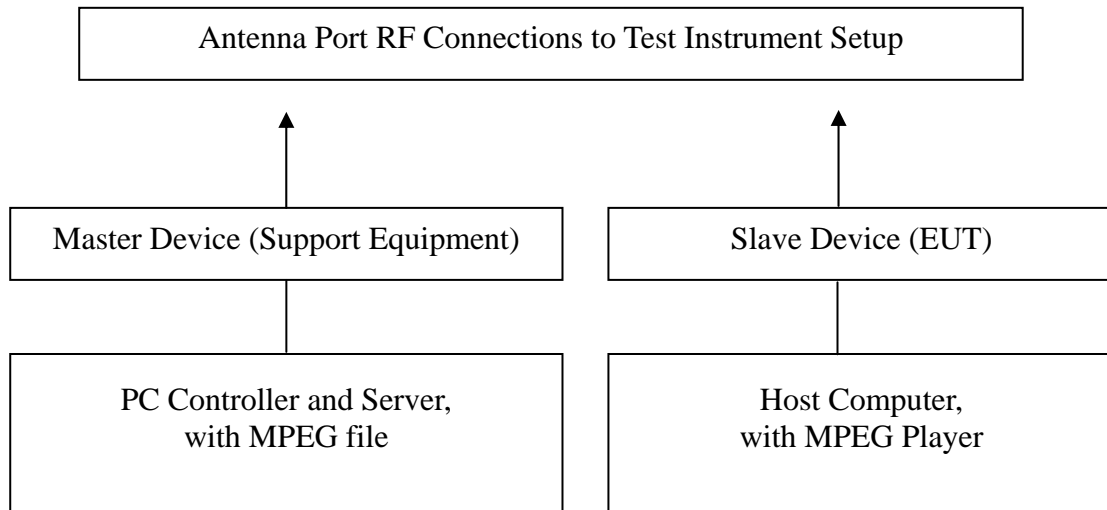 Antenna Port RF Connections to Test Instrument Setup
Master Device (Support Equipment)
Slave Device (EUT)
PC Controller and Server,
with MPEG file
Host Computer,
with MPEG Player